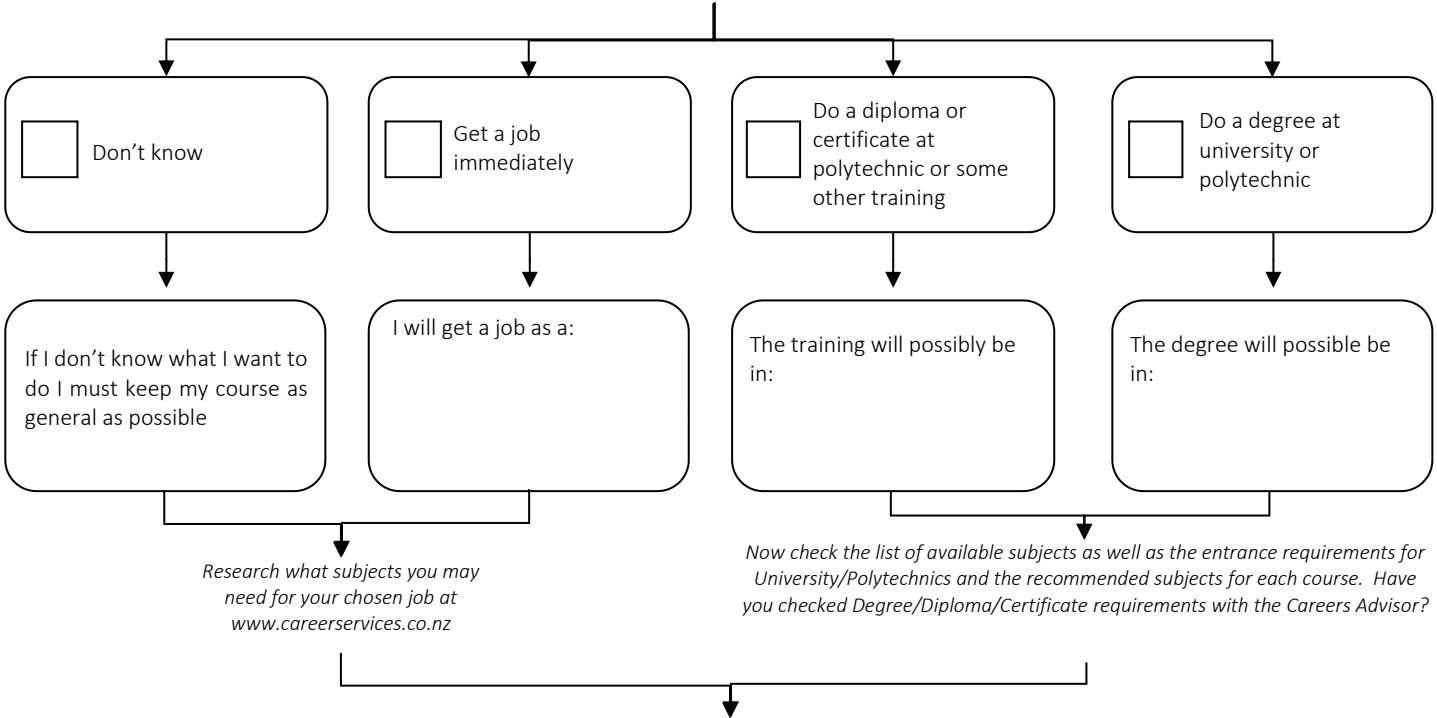 Don’t know
Get a job
immediately
Do a diploma or
certificate at
polytechnic or some
other training
Do a degree at
university or
polytechnic
If I don’t know what I want to
do I must keep my course as
general as possible
I will get a job as a:
The training will possibly be
in:
The degree will possible be
in:
Research what subjects you may
need for your chosen job at
www.careerservices.co.nz
Now check the list of available subjects as well as the entrance requirements for
University/Polytechnics and the recommended subjects for each course.  Have
you checked Degree/Diploma/Certificate requirements with the Careers Advisor?